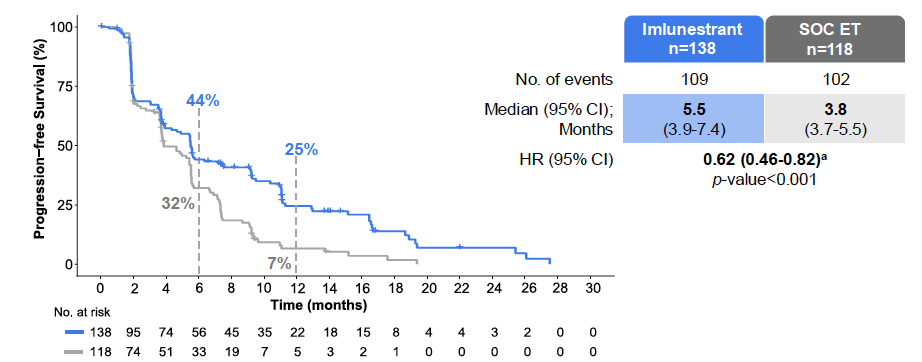 Imlunestrant
n=138
SOC ET
n=118
No. of events
109
102
Median (95% CI);
Months
5.5
(3.9-7.4)
3.8
(3.7-5.5)
HR (95% CI)
0.62 (0.46-0.82)ᵃ
p-value<0.001
Progression–free Survival (%)
100
75
50
25
0
44%
25%
32%
7%
0 2 4 6 8 10 12 14 16 18 20 22 24 26 28 30
Time (months)
No. at risk
138 95 74 56 45 35 22 18 15 8 4 4 3 2 0 0
118 74 51 33 19 7 5 3 2 1 0 0 0 0 0 0